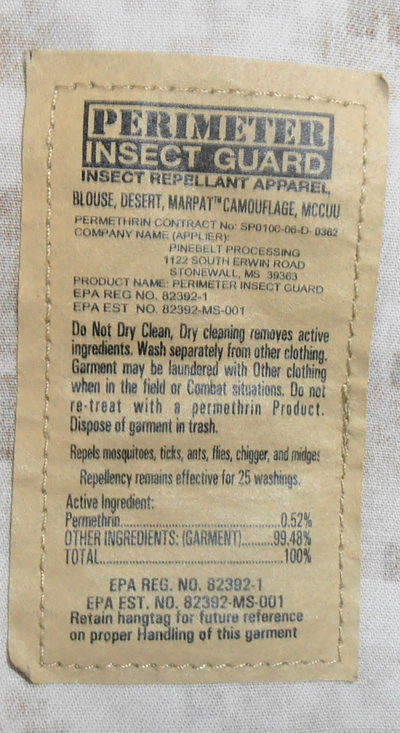 PERIMETER
INSECT GUARD
INSECT REPELLANT APPAREL
BLOUSE, DESERT, MARPAT™ CAMOUFLAGE, MCCUU
PERMETHRIN CONTRACT No: SP0100-06-D- 0362
COMPANY NAME (APPLIER):
PINEBELT PROCESSING
1122 SOUTH ERWIN ROAD
STONEWALL, MS 39363
PRODUCT NAME: PERIMETER INSECT GUARD
EPA REG NO. 82392-1
EPA EST NO. 82392-MS-001
Do Not Dry Clean, Dry cleaning removes active
ingredients. Wash separately from other clothing.
Garment may be laundered with Other clothing
when in the field or Combat situations. Do not
re-treat with a permethrin Product.
Dispose of garment in trash.
Repels mosquitoes, ticks, ants, flies, chigger, and midges
Repellency remains effective for 25 washings.
Active Ingredient:
Permethrin..........................................0.52%
OTHER INGREDIENTS: (GARMENT).........99.48%
TOTAL................................................100%
EPA REG. NO. 82392-1
EPA EST. NO. 82392-MS-001
Retain hangtag for future reference
on proper Handling of this garment